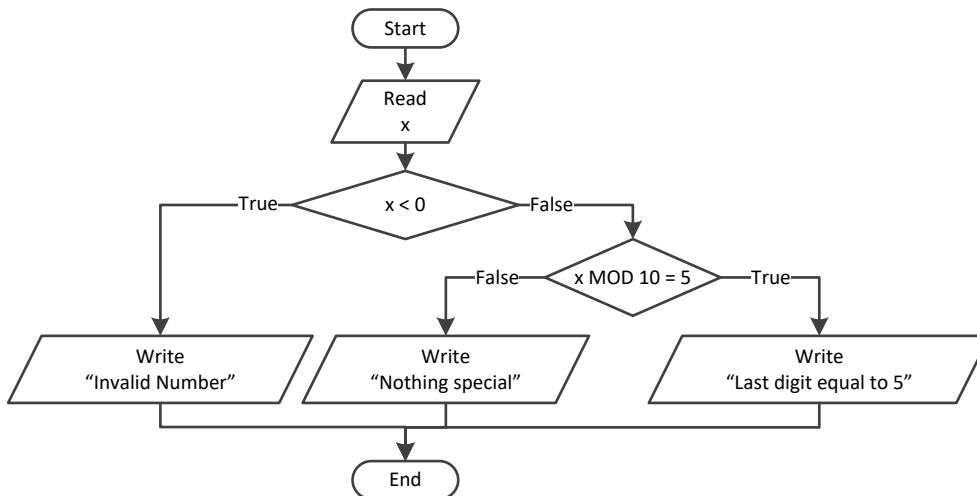 Start
Read
x
x < 0
True
False
x MOD 10 = 5
False
True
Write
“Invalid Number”
Write
“Nothing special”
Write
“Last digit equal to 5”
End